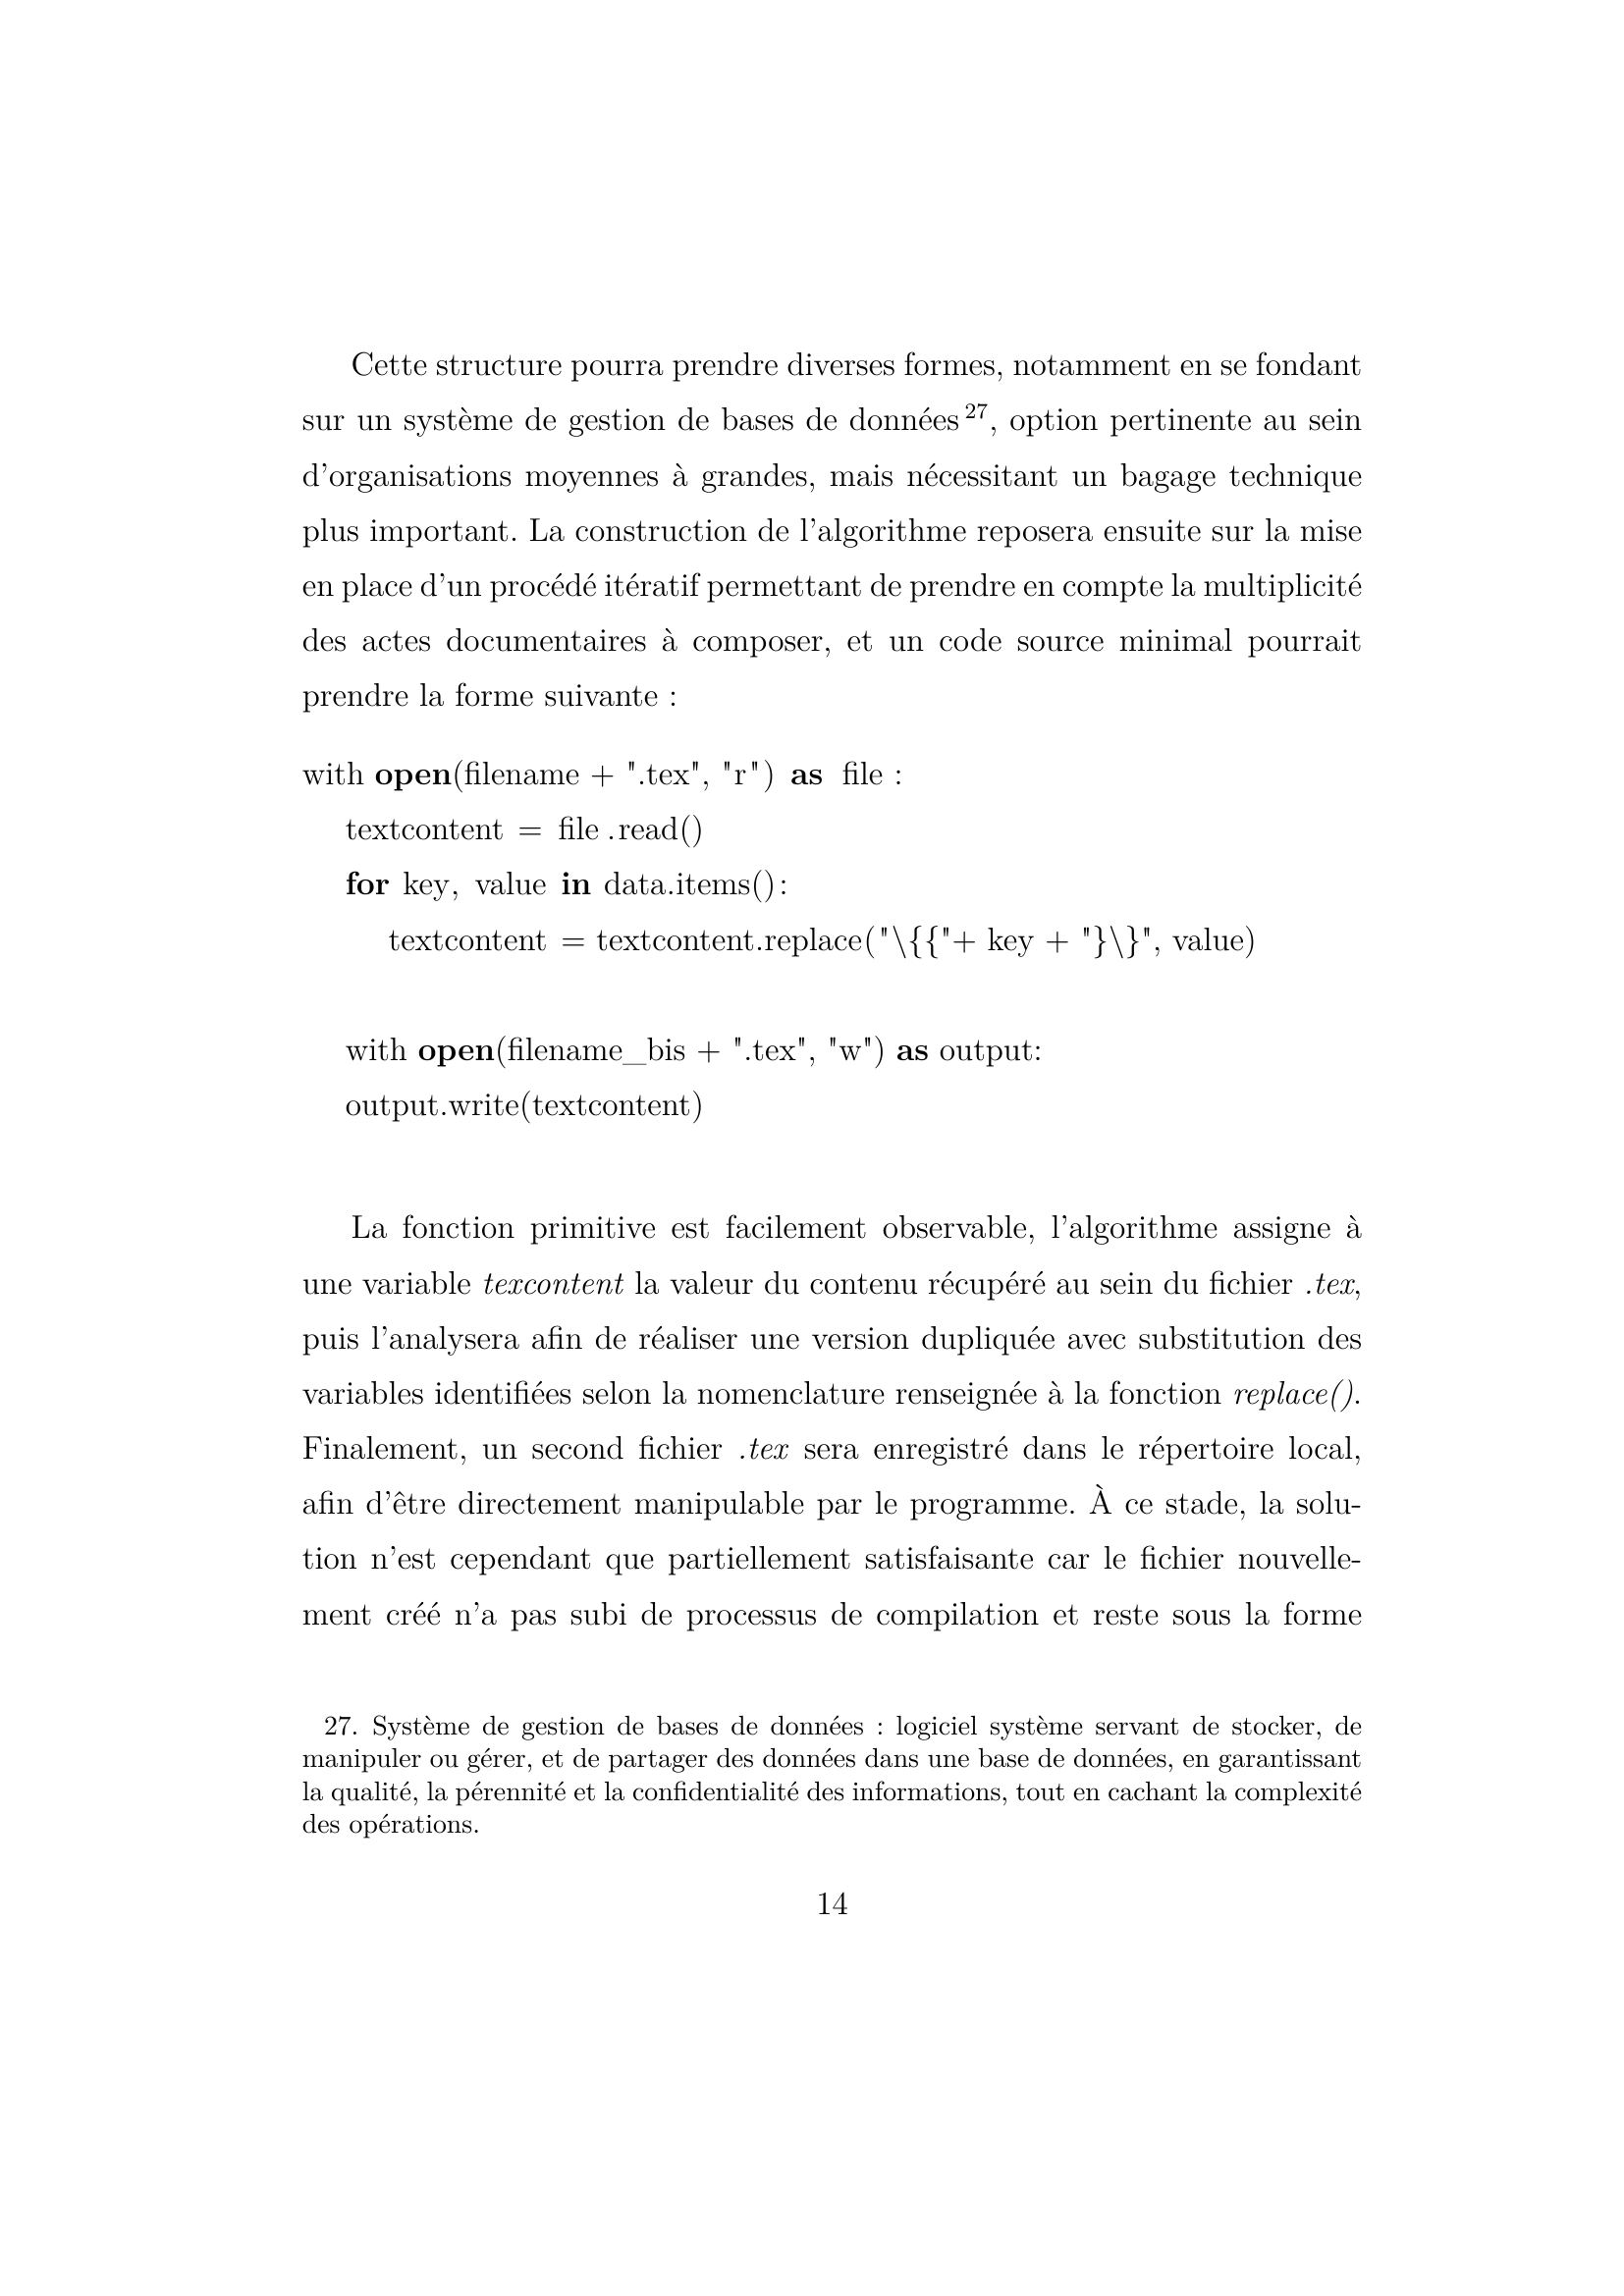 Cette structure pourra prendre diverses formes, notamment en se fondant
sur un système de gestion de bases de données 27, option pertinente au sein
d'organisations moyennes à grandes, mais nécessitant un bagage technique
plus important. La construction de l'algorithme reposera ensuite sur la mise
en place d'un procédé itératif permettant de prendre en compte la multiplicité
des actes documentaires à composer, et un code source minimal pourrait
prendre la forme suivante :
with open(filename + ".tex", "r") as file :
textcontent = file .read()
for key, value in data.items():
textcontent = textcontent.replace("\{{"+ key + "}\}", value)
with open(filename_bis + ".tex", "w") as output:
output.write(textcontent)
La fonction primitive est facilement observable, l'algorithme assigne à
une variable texcontent la valeur du contenu récupéré au sein du fichier .tex,
puis l'analysera afin de réaliser une version dupliquée avec substitution des
variables identifiées selon la nomenclature renseignée à la fonction replace().
Finalement, un second fichier .tex sera enregistré dans le répertoire local,
afin d'être directement manipulable par le programme. À ce stade, la solu-
tion n'est cependant que partiellement satisfaisante car le fichier nouvelle-
ment créé n'a pas subi de processus de compilation et reste sous la forme
27. Système de gestion de bases de données : logiciel système servant de stocker, de
manipuler ou gérer, et de partager des données dans une base de données, en garantissant
la qualité, la pérennité et la confidentialité des informations, tout en cachant la complexité
des opérations.
14